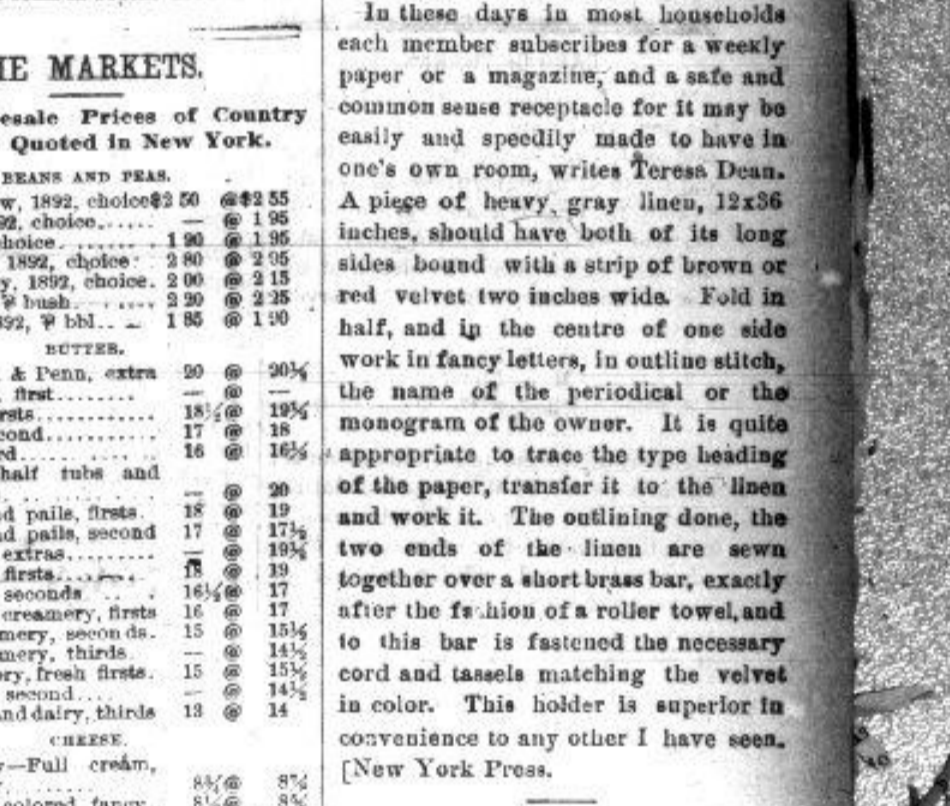 IE MARKETS.
esale Prices of Country
Quoted in New York.
BEANS AND PEAS.
w, 1892, choice $2 50 @ $2 55
92, choice..... — @ 1 95
choice. ....... 1 90 @ 1 95
1892, choice. 2 80 @
y, 1892, choice. 2 00 @ 2 15
⅌ bush........ 2 20 @ 2 25
892, ⅌ bbl.. 1 85 @ 1 90
BUTTER.
& Penn, extra 20 @ 20½
, first........ — @ —
rsts............ 18½@ 19½
cond........... 17 @ 18
rd.............. 16 @ 16½
half tubs and
— @ 20
d pails, firsts. 18 @ 19
d pails, second 17 @ 17½
extras......... — @ 19½
firsts.......... 18 @ 19
seconds .. . 16½@ 17
creamery, firsts 16 @ 17
mery, seconds. 15 @ 15½
mery, thirds. — @ 14½
ory, fresh firsts. 15 @ 15½
second.... — @ 14½
and dairy, thirds 13 @ 14
CHEESE.
y—Full cream,
@
colored, fancy
In these days in most households
each member subscribes for a weekly
paper or a magazine, and a safe and
common sense receptacle for it may be
easily and speedily made to have in
one's own room, writes Teresa Dean.
A piece of heavy gray linen, 12x36
inches, should have both of its long
sides bound with a strip of brown or
red velvet two inches wide. Fold in
half, and in the centre of one side
work in fancy letters, in outline stitch,
the name of the periodical or the
monogram of the owner. It is quite
appropriate to trace the type heading
of the paper, transfer it to the linen
and work it. The outlining done, the
two ends of the linen are sewn
together over a short brass bar, exactly
after the fashion of a roller towel, and
to this bar is fastened the necessary
cord and tassels matching the velvet
in color. This holder is superior in
convenience to any other I have seen.
[New York Press.